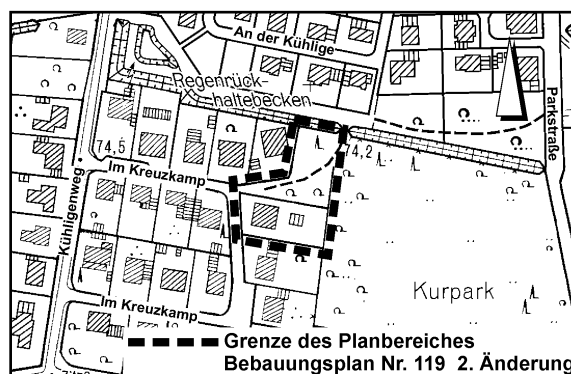 An der Kühlige
Regenrück-
haltebecken
Parkstraße
74,5
74,2
Im Kreuzkamp
Kühligenweg
Kurpark
Im Kreuzkamp
Grenze des Planbereiches
Bebauungsplan Nr. 119 2. Änderung